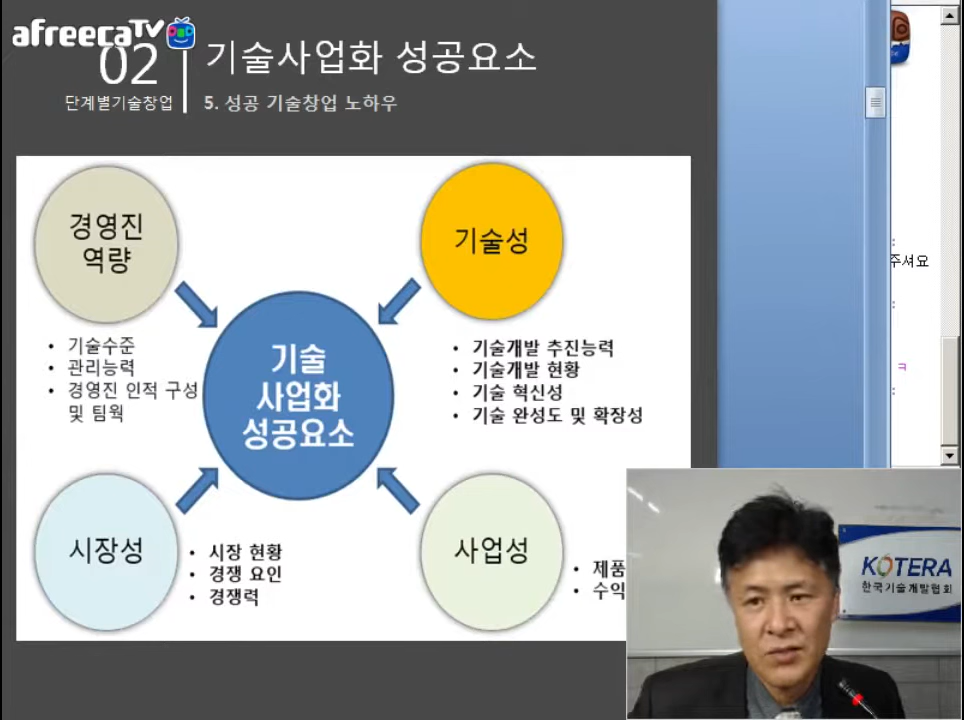 afreecaTV
02
단계별기술창업
기술사업화 성공요소
5. 성공 기술창업 노하우
경영진
역량
• 기술수준
• 관리능력
• 경영진 인적 구성
및 팀웍
기술성
• 기술개발 추진능력
• 기술개발 현황
• 기술 혁신성
• 기술 완성도 및 확장성
기술
사업화
성공요소
시장성
• 시장 현황
• 경쟁 요인
• 경쟁력
사업성
• 제품
• 수익
:
주셔요
:
ㅋ
:
KOTERA
한국기술개발협회